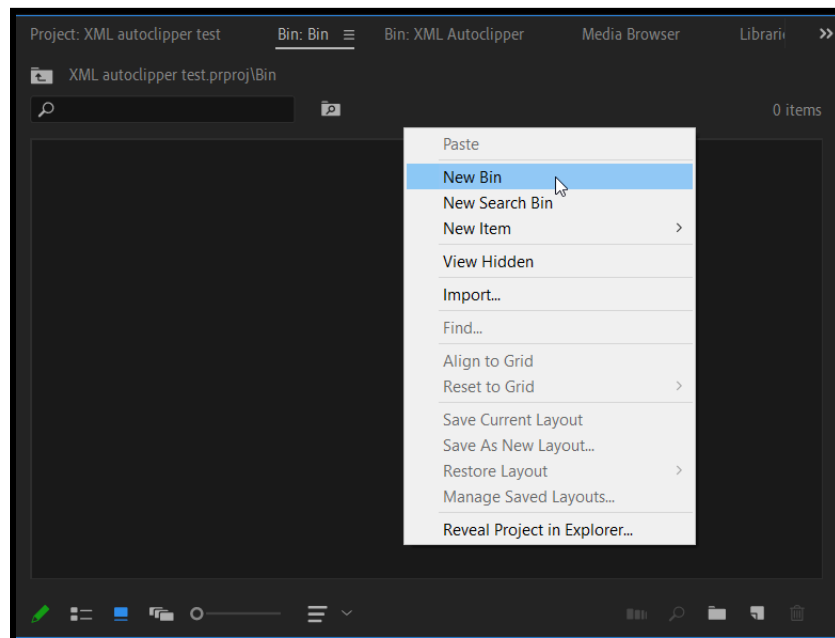 Project: XML autoclipper test Bin: Bin Bin: XML Autoclipper Media Browser Librari
XML autoclipper test.prproj\Bin
0 items
Paste
New Bin
New Search Bin
New Item
View Hidden
Import...
Find...
Align to Grid
Reset to Grid
Save Current Layout
Save As New Layout...
Restore Layout
Manage Saved Layouts...
Reveal Project in Explorer...